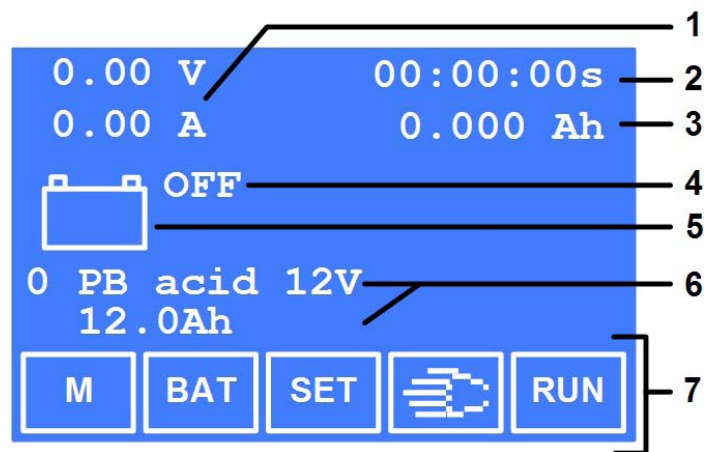 1
0.00 V 00:00:00s 2
0.00 A 0.000 Ah 3
OFF 4
5
0 PB acid 12V 6
12.0Ah
M BAT SET RUN 7